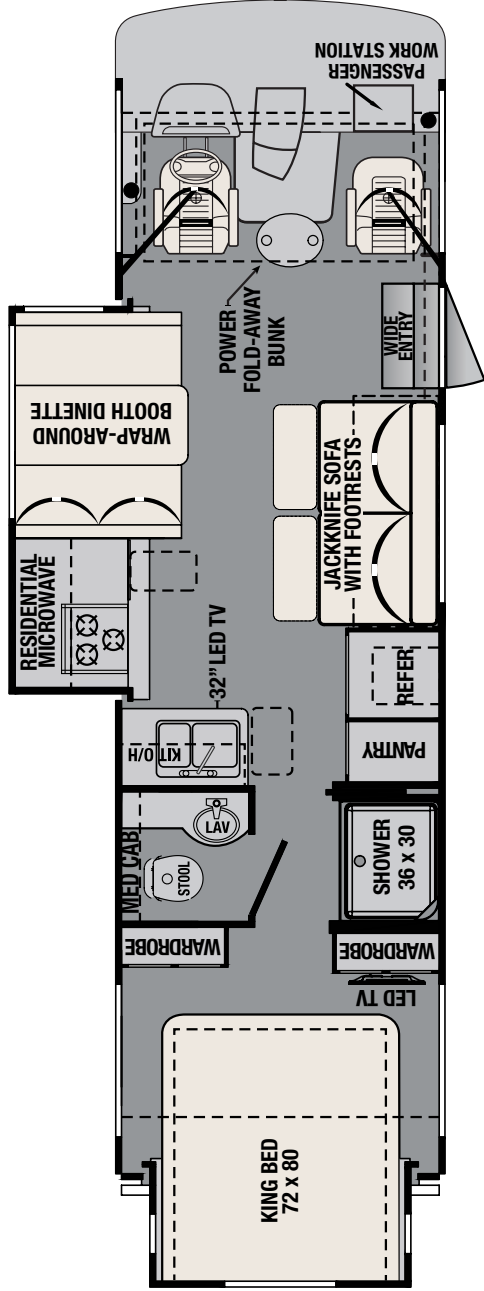 PASSENGER
WORK STATION
POWER
FOLD-AWAY
BUNK
WIDE
ENTRY
WRAP-AROUND
BOOTH DINETTE
JACKKNIFE SOFA
WITH FOOTRESTS
RESIDENTIAL
MICROWAVE
32” LED TV
REFER
KIT O/H
PANTRY
MED CAB
LAV
STOOL
SHOWER
36 x 30
WARDROBE
WARDROBE
LED TV
KING BED
72 x 80